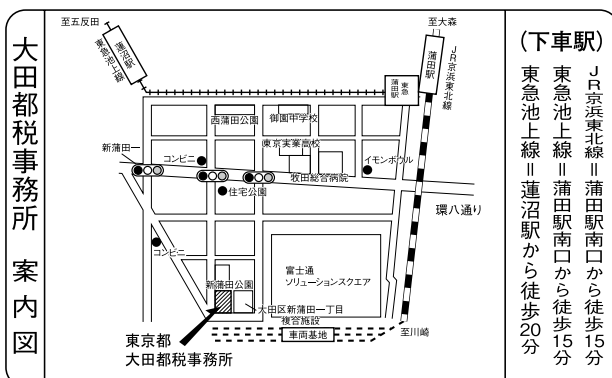 大田都税事務所 案内図
至五反田
蓮沼駅
東急池上線
至大森
蒲田駅
JR京浜東北線
東急
蒲田駅
西蒲田公園
御園中学校
東京実業高校
新蒲田一
コンビニ
イモンボウル
牧田総合病院
住宅公園
環八通り
コンビニ
富士通
ソリューションスクエア
新蒲田公園
大田区新蒲田一丁目
複合施設
車両基地
至川崎
東京都
大田都税事務所
(下車駅)
JR京浜東北線=蒲田駅南口から徒歩15分
東急池上線=蒲田駅南口から徒歩15分
東急池上線=蓮沼駅から徒歩20分